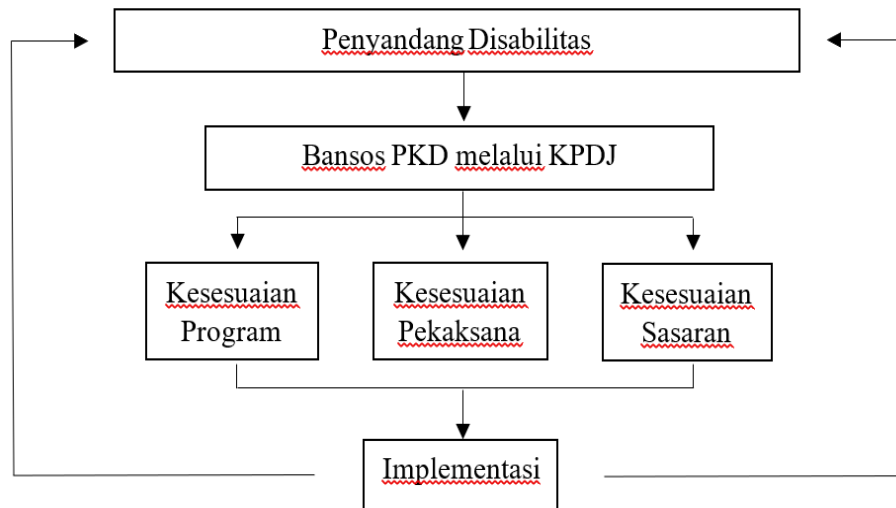 Penyandang Disabilitas
Bansos PKD melalui KPDJ
Kesesuaian
Program
Kesesuaian
Pekaksana
Kesesuaian
Sasaran
Implementasi